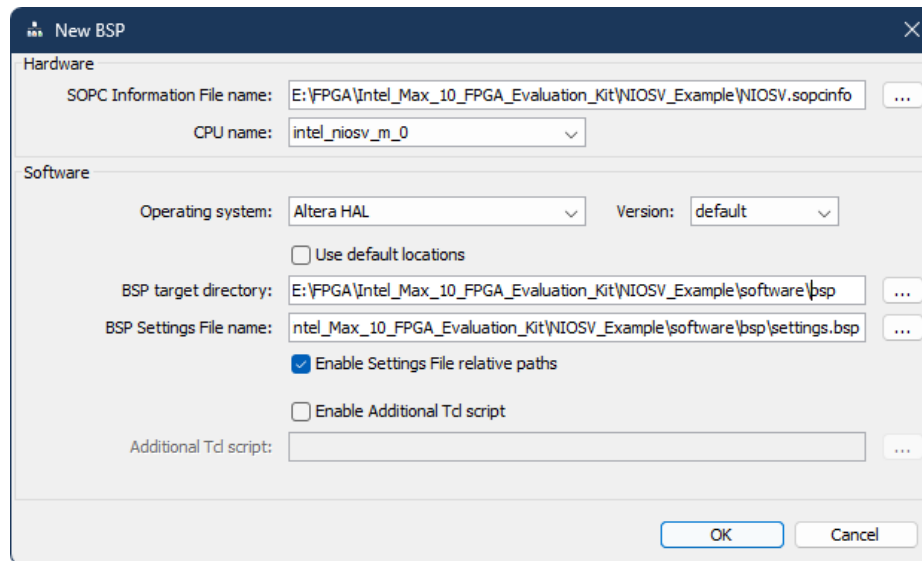 New BSP
Hardware
SOPC Information File name: E:\FPGA\Intel_Max_10_FPGA_Evaluation_Kit\NIOSV_Example\NIOSV.sopcinfo ...
CPU name: intel_niosv_m_0
Software
Operating system: Altera HAL Version: default
Use default locations
BSP target directory: E:\FPGA\Intel_Max_10_FPGA_Evaluation_Kit\NIOSV_Example\software\bsp ...
BSP Settings File name: ntel_Max_10_FPGA_Evaluation_Kit\NIOSV_Example\software\bsp\settings.bsp ...
Enable Settings File relative paths
Enable Additional Tcl script
Additional Tcl script: ...
OK Cancel